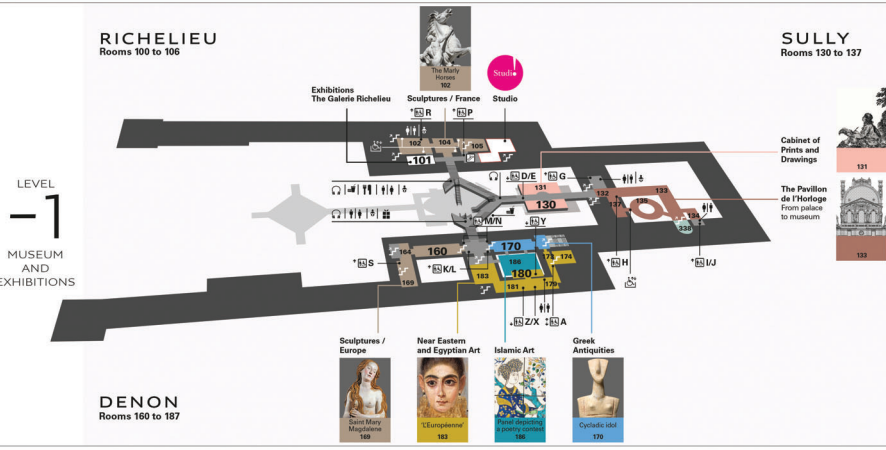 RICHELIEU
Rooms 100 to 106
SULLY
Rooms 130 to 137
The Marly
Horses
102
Studio!
Exhibitions
The Galerie Richelieu
Sculptures / France
Studio
R
P
102
104
105
101
Cabinet of
Prints and
Drawings
131
D/E
G
131
130
132
133
The Pavillon
de l'Horloge
From palace
to museum
133
137
135
134
338
LEVEL
-1
MUSEUM
AND
EXHIBITIONS
M/N
Y
S
164
160
170
K/L
186
173
174
H
I/J
169
183
180
181
179
Z/X
A
Sculptures /
Europe
Near Eastern
and Egyptian Art
Islamic Art
Greek
Antiquities
DENON
Rooms 160 to 187
Saint Mary
Magdalene
169
'L'Européenne'
183
Panel depicting
a poetry contest
186
Cycladic idol
170